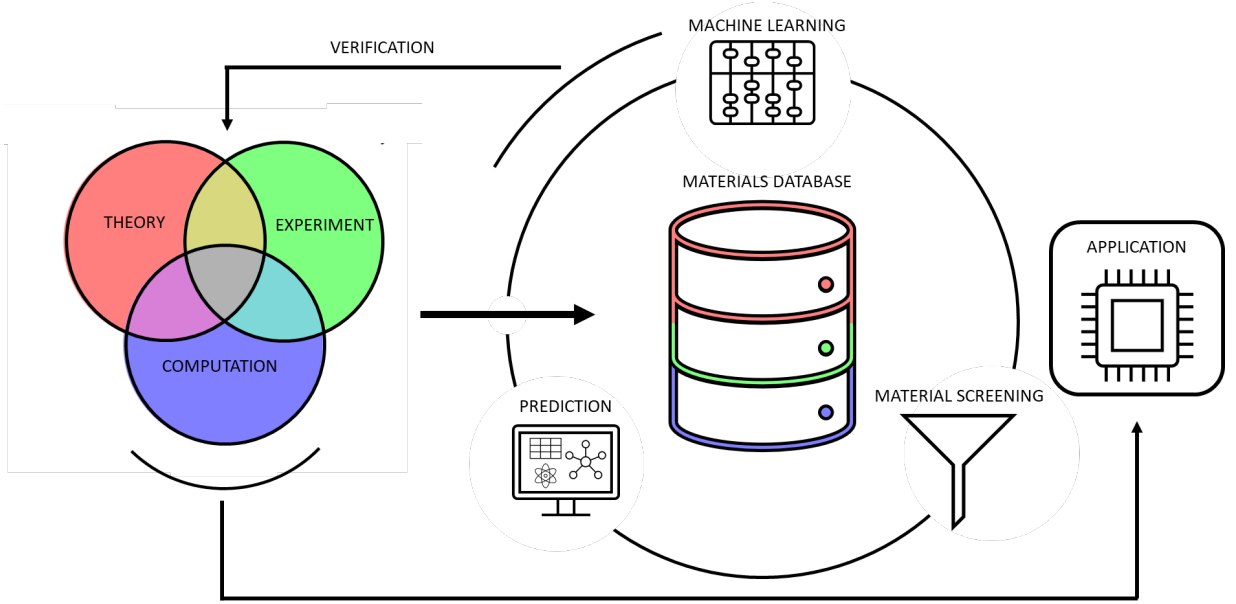 MACHINE LEARNING
VERIFICATION
MATERIALS DATABASE
THEORY
EXPERIMENT
APPLICATION
COMPUTATION
PREDICTION
MATERIAL SCREENING